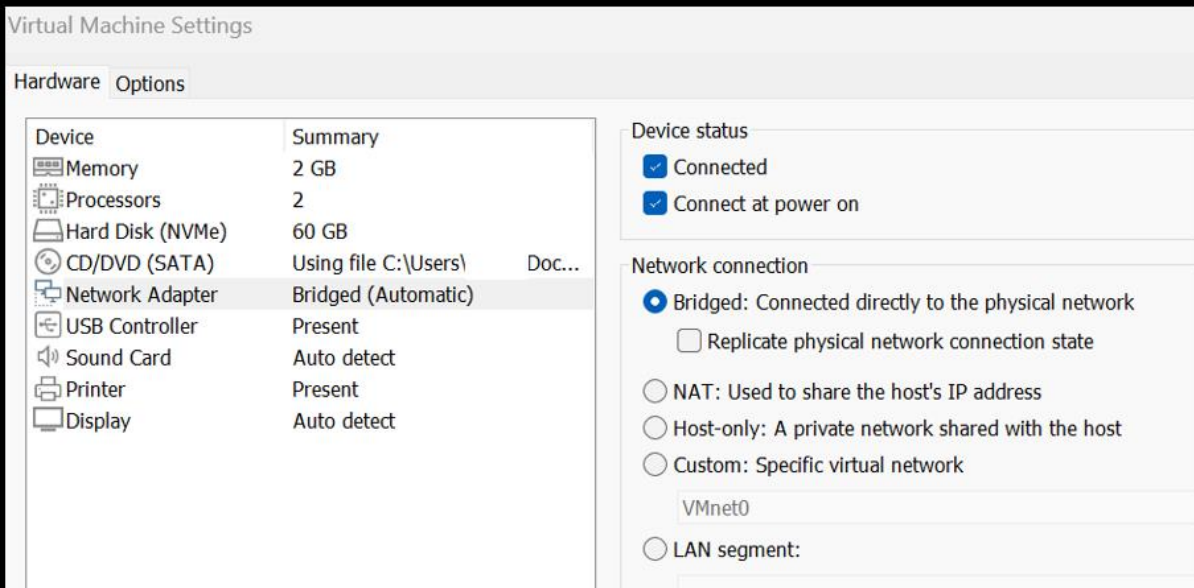 Virtual Machine Settings
Hardware Options
Device Summary
Memory 2 GB
Processors 2
Hard Disk (NVMe) 60 GB
CD/DVD (SATA) Using file C:\Users\ Doc...
Network Adapter Bridged (Automatic)
USB Controller Present
Sound Card Auto detect
Printer Present
Display Auto detect
Device status
Connected
Connect at power on
Network connection
Bridged: Connected directly to the physical network
Replicate physical network connection state
NAT: Used to share the host's IP address
Host-only: A private network shared with the host
Custom: Specific virtual network
VMnet0
LAN segment: